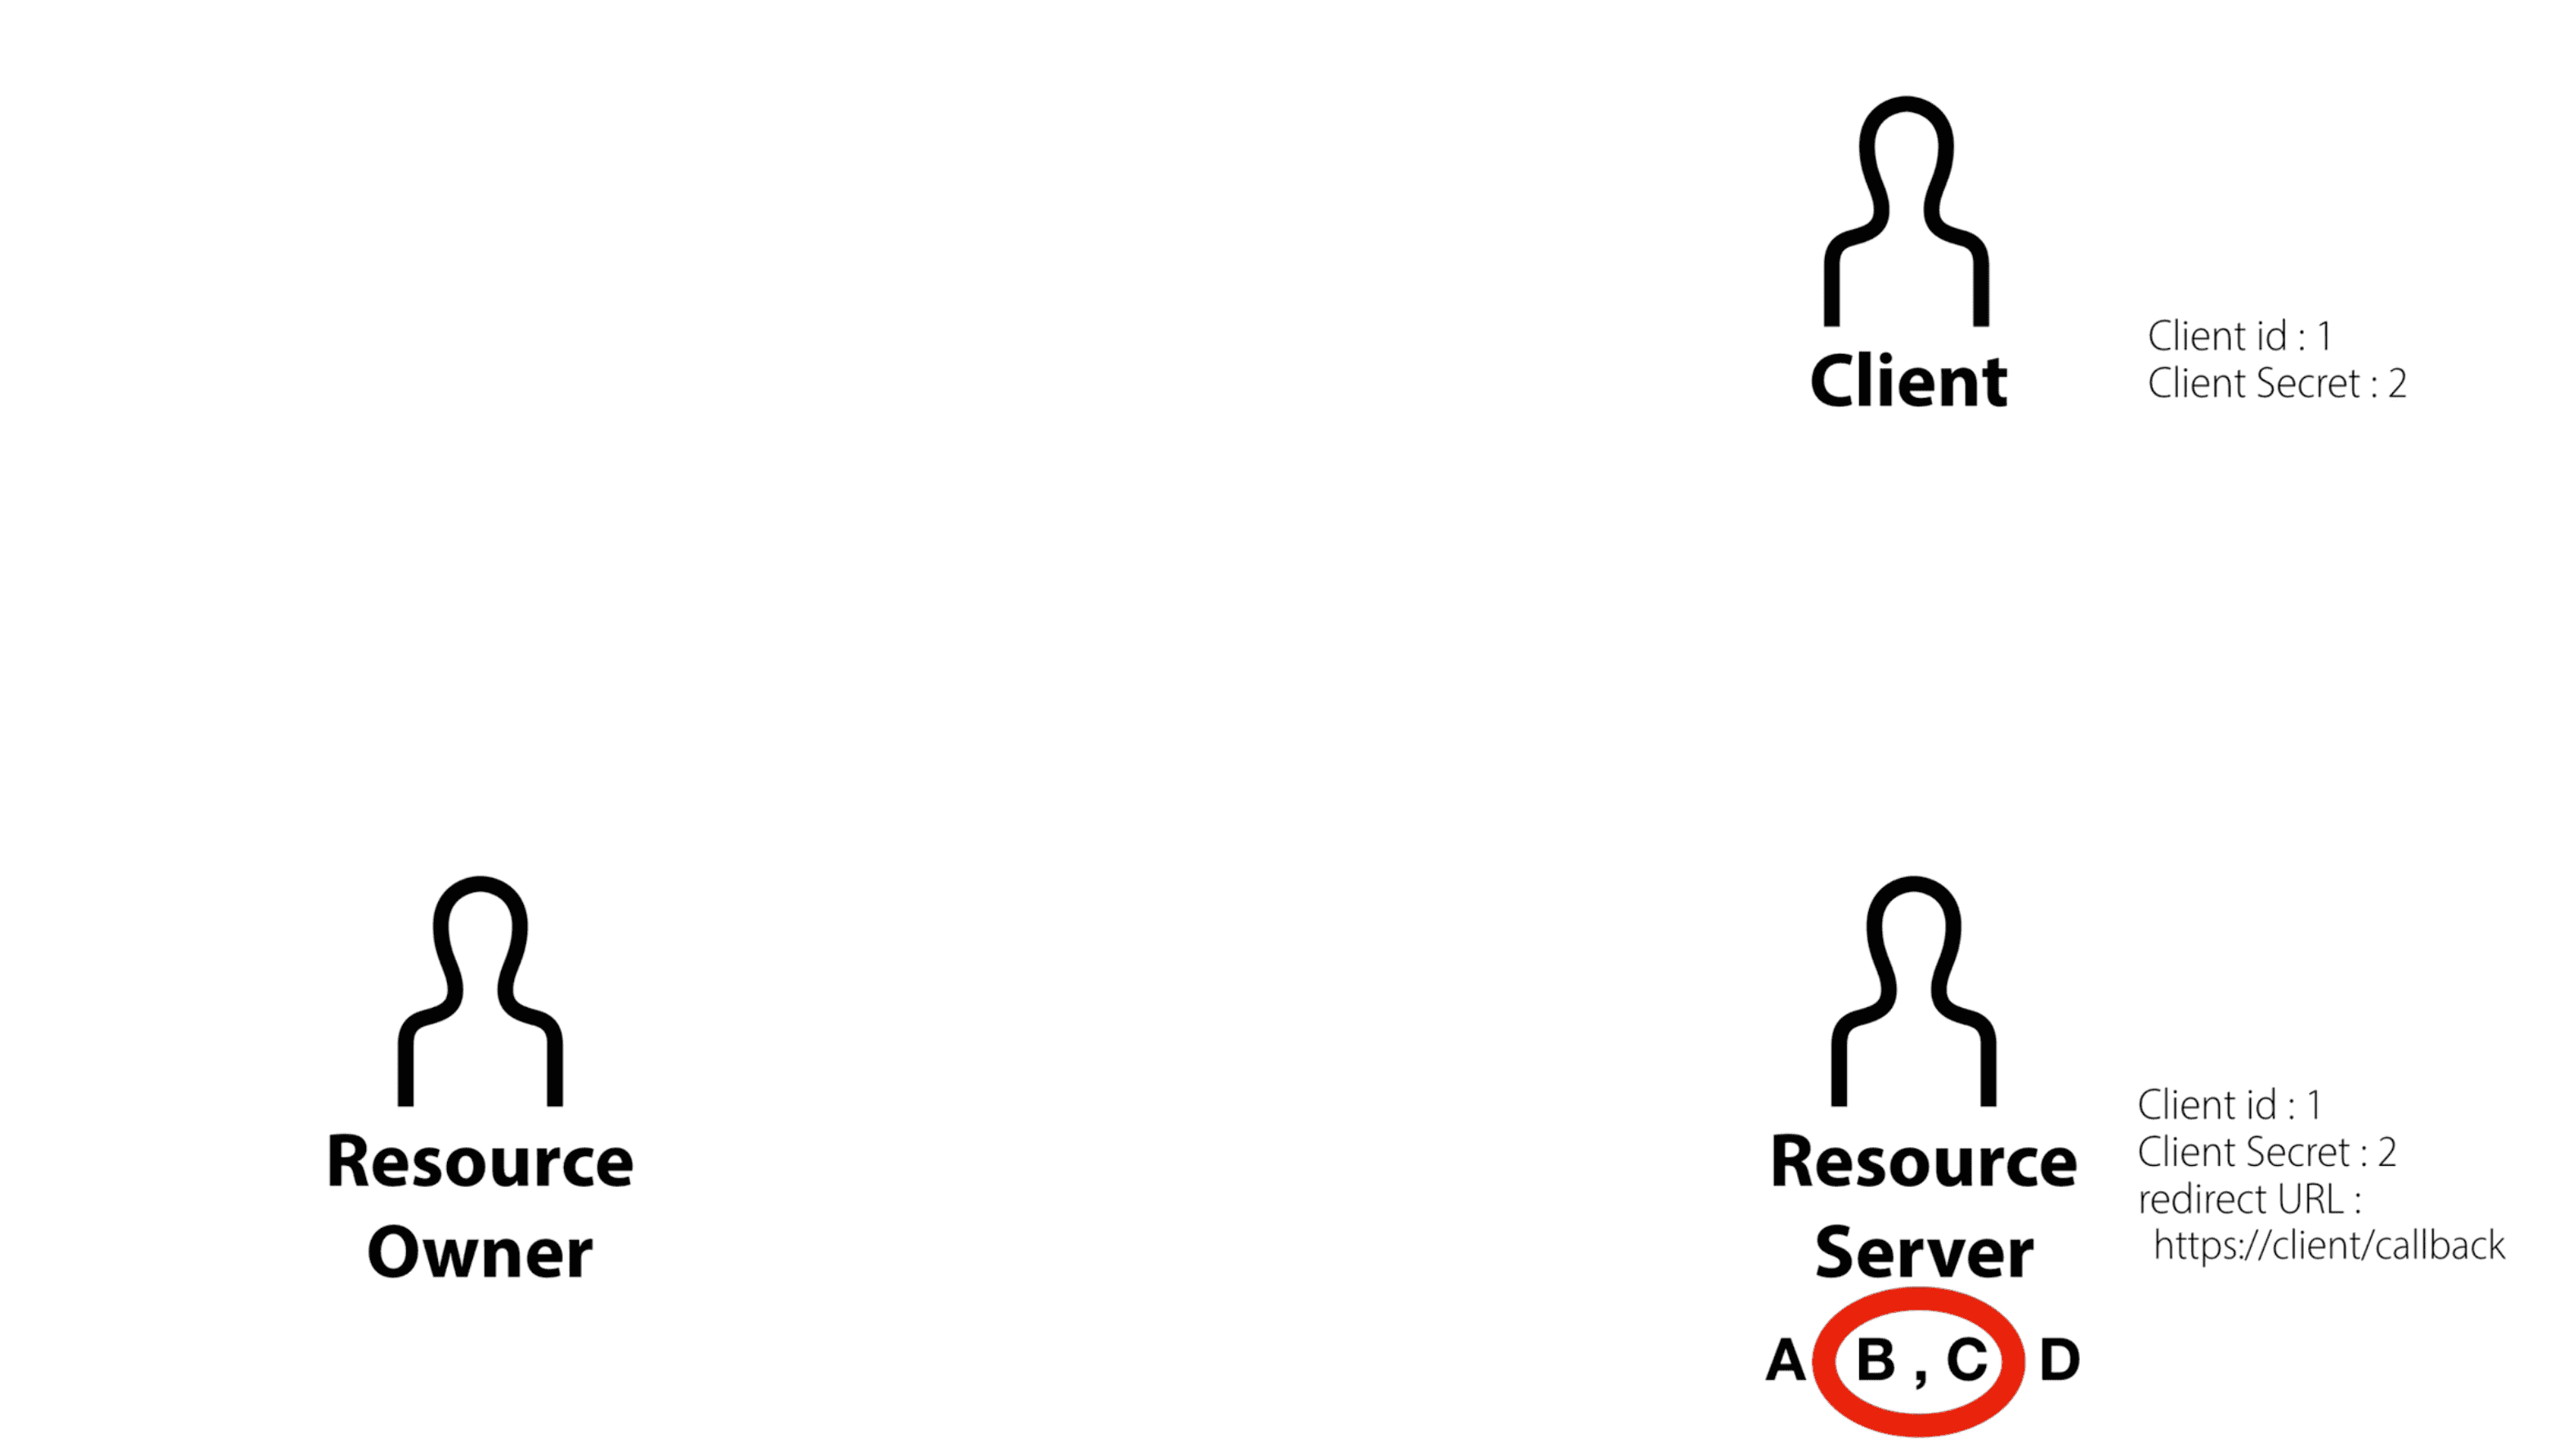 Client
Client id : 1
Client Secret : 2
Resource
Owner
Resource
Server
Client id : 1
Client Secret : 2
redirect URL :
https://client/callback
A B , C D